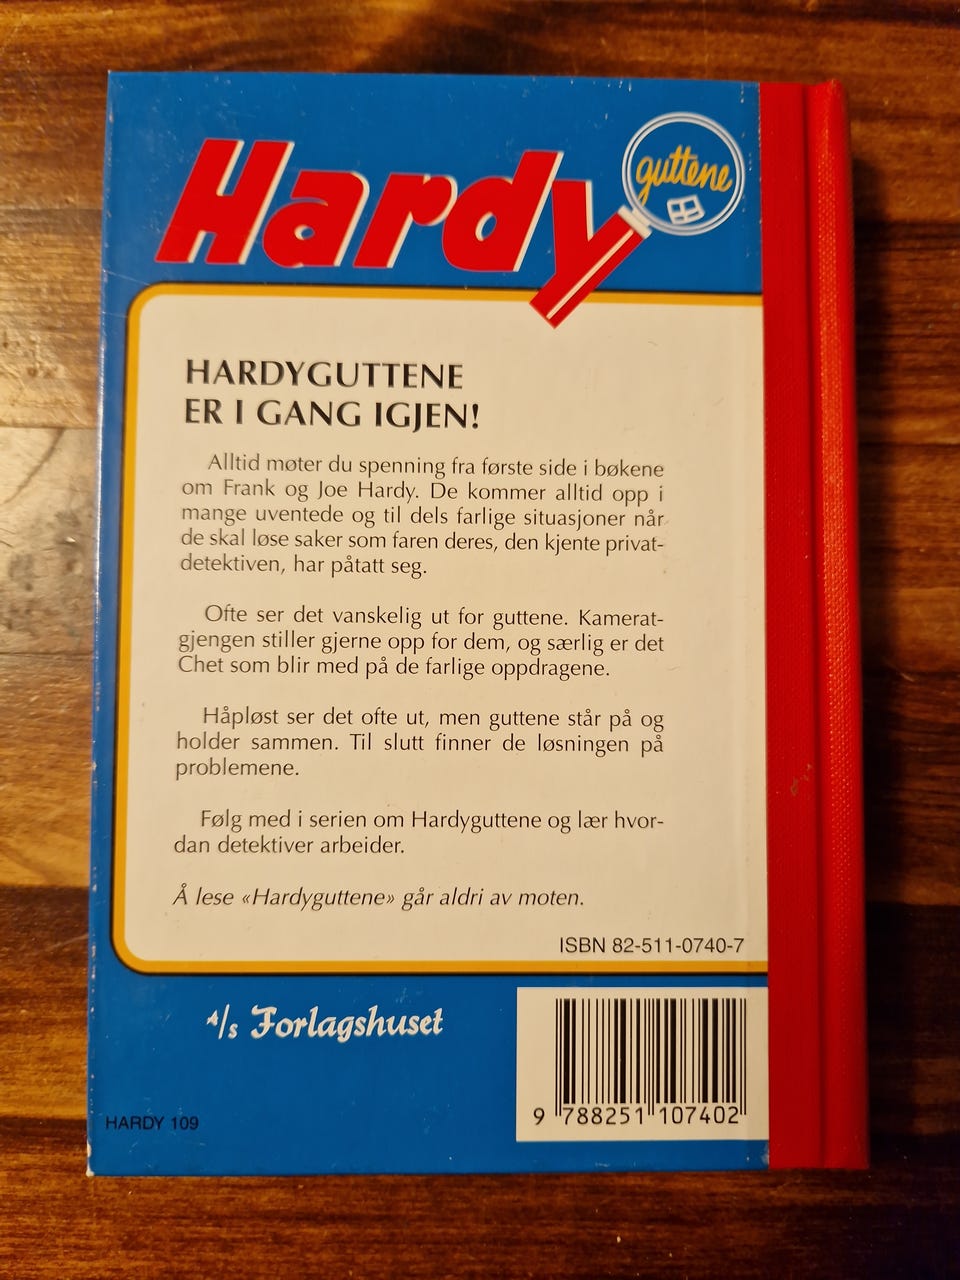 Hardy
guttene
HARDYGUTTENE
ER I GANG IGJEN!
Alltid møter du spenning fra første side i bøkene
om Frank og Joe Hardy. De kommer alltid opp i
mange uventede og til dels farlige situasjoner når
de skal løse saker som faren deres, den kjente privat-
detektiven, har påtatt seg.
Ofte ser det vanskelig ut for guttene. Kamerat-
gjengen stiller gjerne opp for dem, og særlig er det
Chet som blir med på de farlige oppdragene.
Håpløst ser det ofte ut, men guttene står på og
holder sammen. Til slutt finner de løsningen på
problemene.
Følg med i serien om Hardyguttene og lær hvor-
dan detektiver arbeider.
Å lese «Hardyguttene» går aldri av moten.
ISBN 82-511-0740-7
A/s Forlagshuset
9 788251 107402
HARDY 109